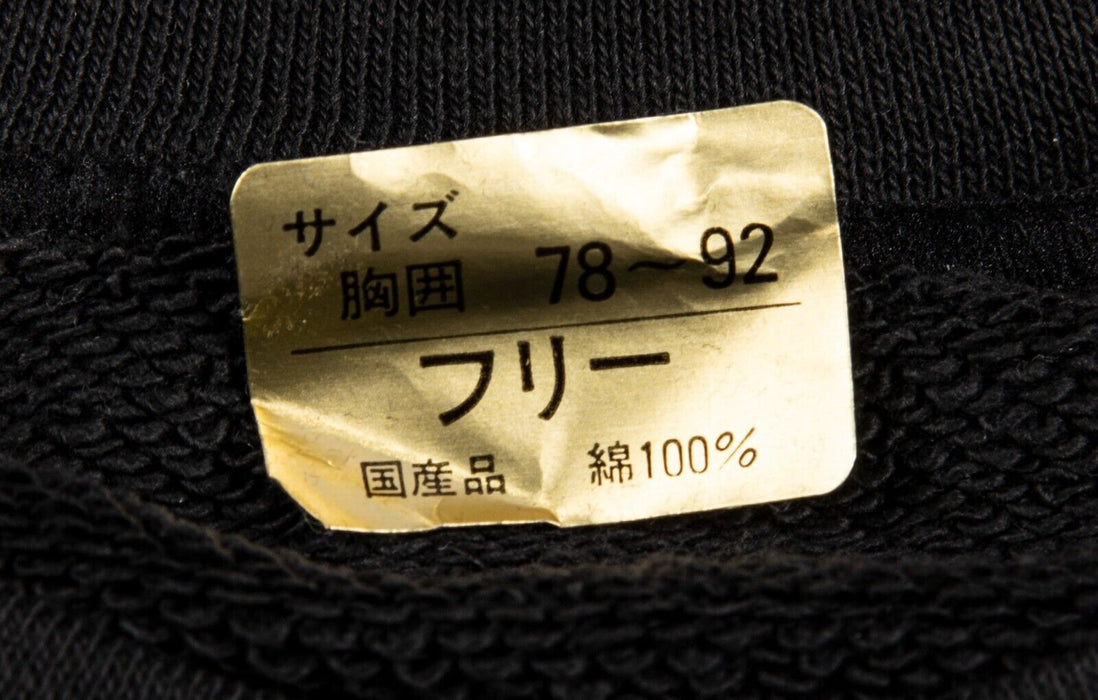 サイズ
胸囲 78～92
フリー
国産品 綿100%